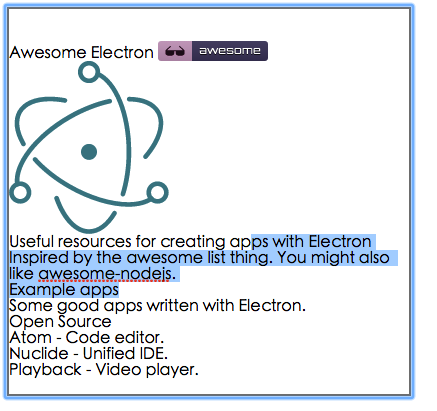 Awesome Electron awesome
Useful resources for creating apps with Electron
Inspired by the awesome list thing. You might also
like awesome-nodejs.
Example apps
Some good apps written with Electron.
Open Source
Atom - Code editor.
Nuclide - Unified IDE.
Playback - Video player.